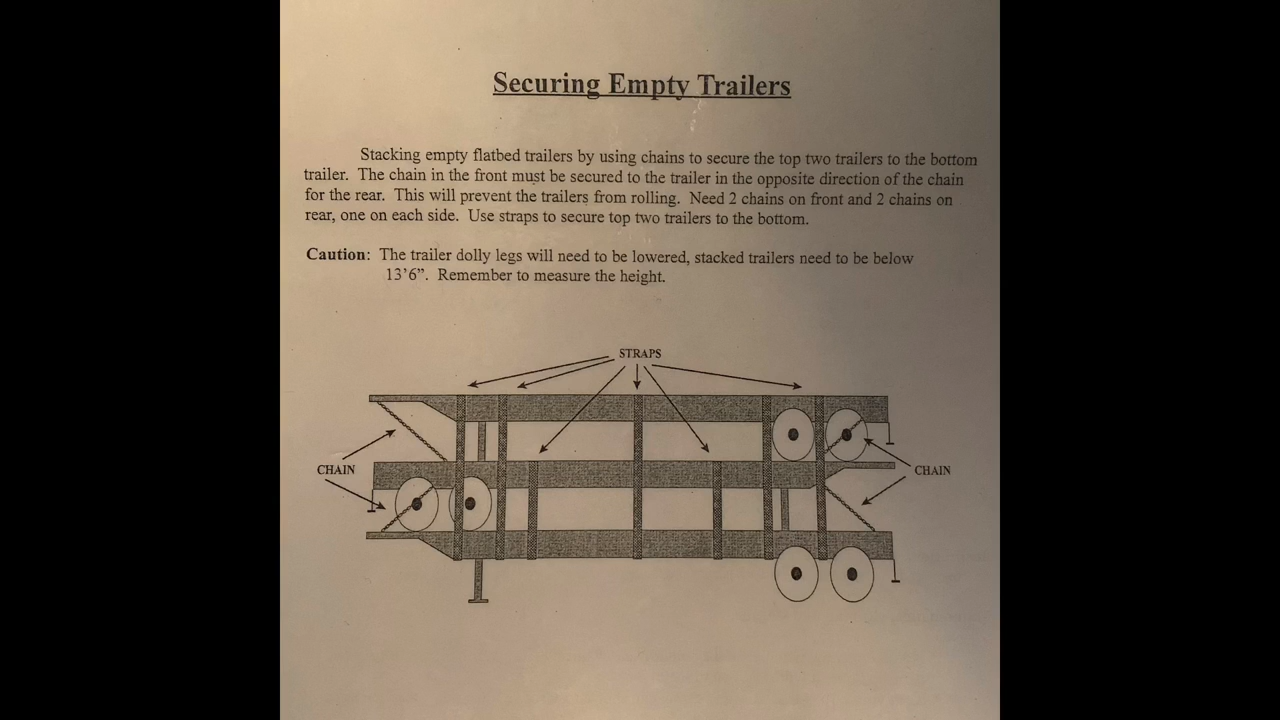 Securing Empty Trailers
Stacking empty flatbed trailers by using chains to secure the top two trailers to the bottom
trailer. The chain in the front must be secured to the trailer in the opposite direction of the chain
for the rear. This will prevent the trailers from rolling. Need 2 chains on front and 2 chains on
rear, one on each side. Use straps to secure top two trailers to the bottom.
Caution: The trailer dolly legs will need to be lowered, stacked trailers need to be below
13’6”. Remember to measure the height.
STRAPS
CHAIN
CHAIN